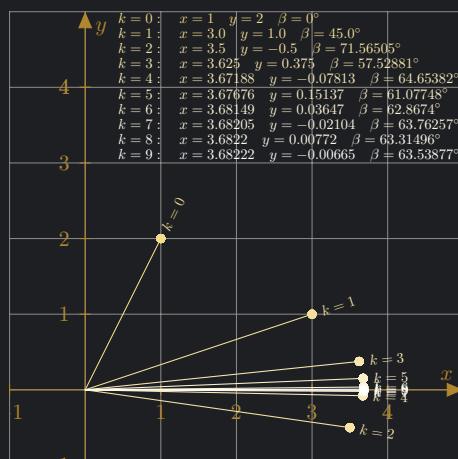 y
k = 0 : x = 1 y = 2 β = 0°
k = 1 : x = 3.0 y = 1.0 β = 45.0°
k = 2 : x = 3.5 y = −0.5 β = 71.56505°
k = 3 : x = 3.625 y = 0.375 β = 57.52881°
k = 4 : x = 3.67188 y = −0.07813 β = 64.65382°
k = 5 : x = 3.67676 y = 0.15137 β = 61.07748°
k = 6 : x = 3.68149 y = 0.03647 β = 62.8674°
k = 7 : x = 3.68205 y = −0.02104 β = 63.76257°
k = 8 : x = 3.6822 y = 0.00772 β = 63.31496°
k = 9 : x = 3.68222 y = −0.00665 β = 63.53877°
4
3
k = 0
2
1
k = 1
k = 3
k = 5
x
k = 4
1 1 2 3 4
k = 2